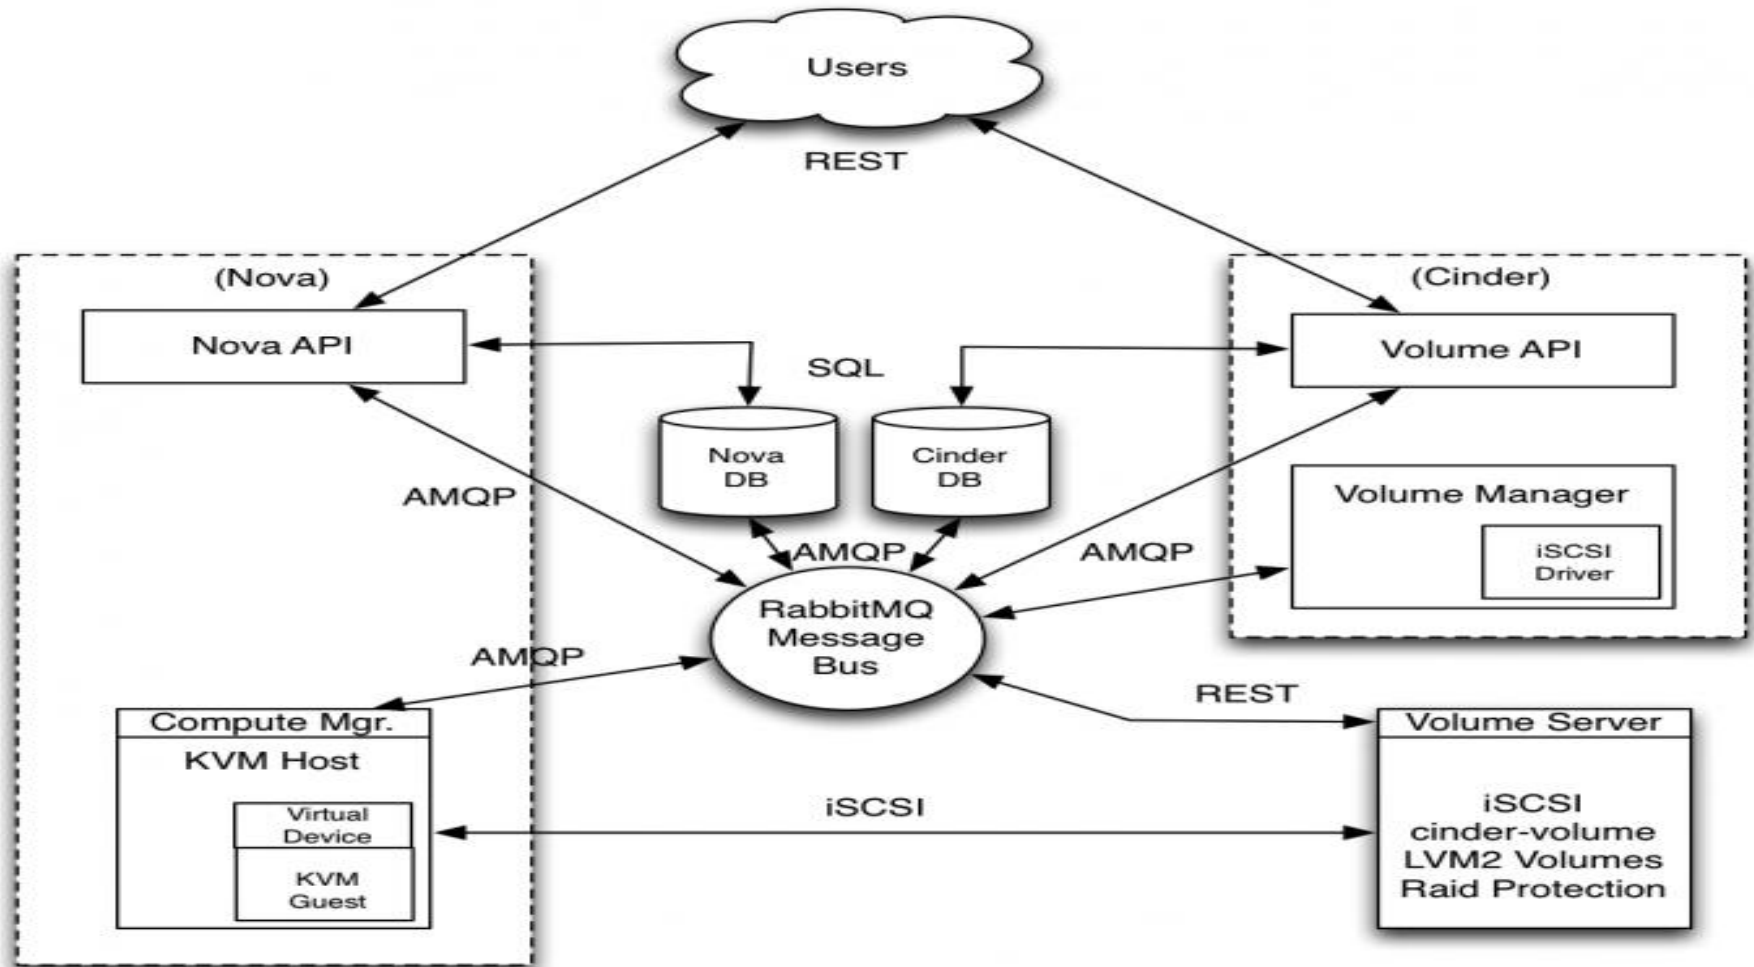 Users
REST
(Nova)
(Cinder)
Nova API
Volume API
SQL
Nova
DB
Cinder
DB
Volume Manager
iSCSI
Driver
AMQP
AMQP
AMQP
RabbitMQ
Message
Bus
AMQP
REST
Compute Mgr.
KVM Host
Virtual
Device
KVM
Guest
iSCSI
Volume Server
iSCSI
cinder-volume
LVM2 Volumes
Raid Protection